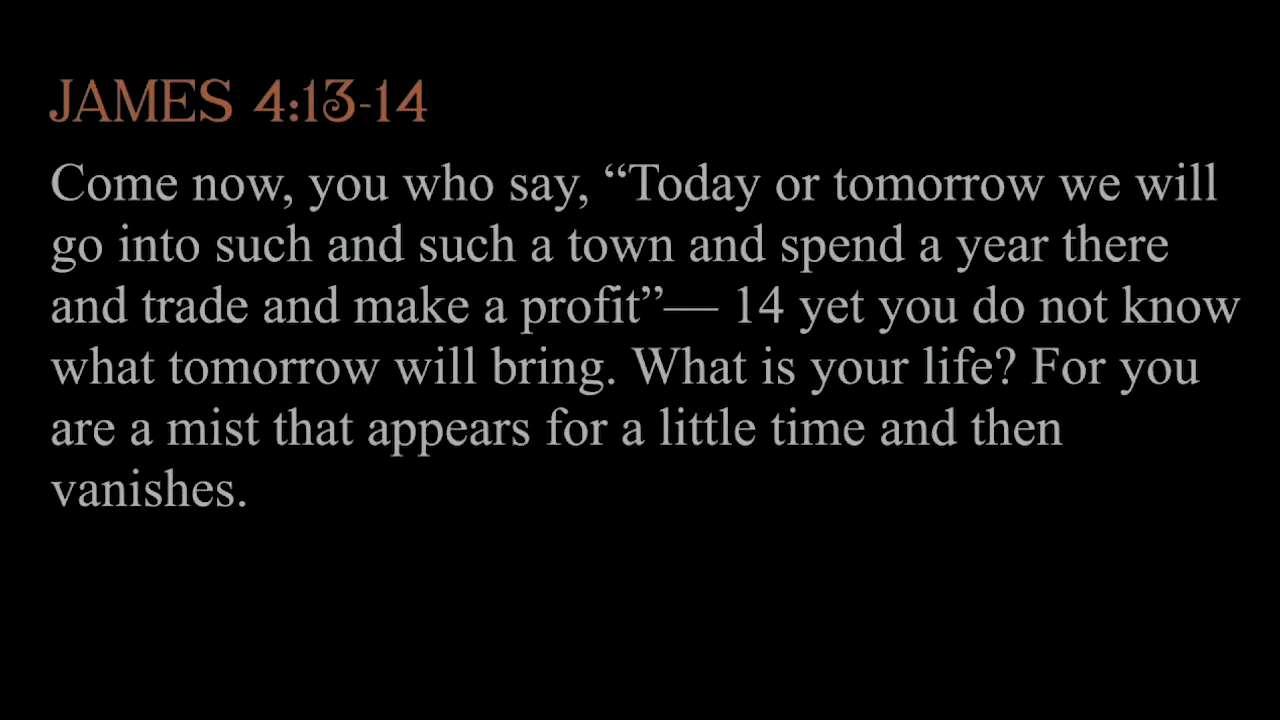 JAMES 4:13-14
Come now, you who say, “Today or tomorrow we will
go into such and such a town and spend a year there
and trade and make a profit”— 14 yet you do not know
what tomorrow will bring. What is your life? For you
are a mist that appears for a little time and then
vanishes.